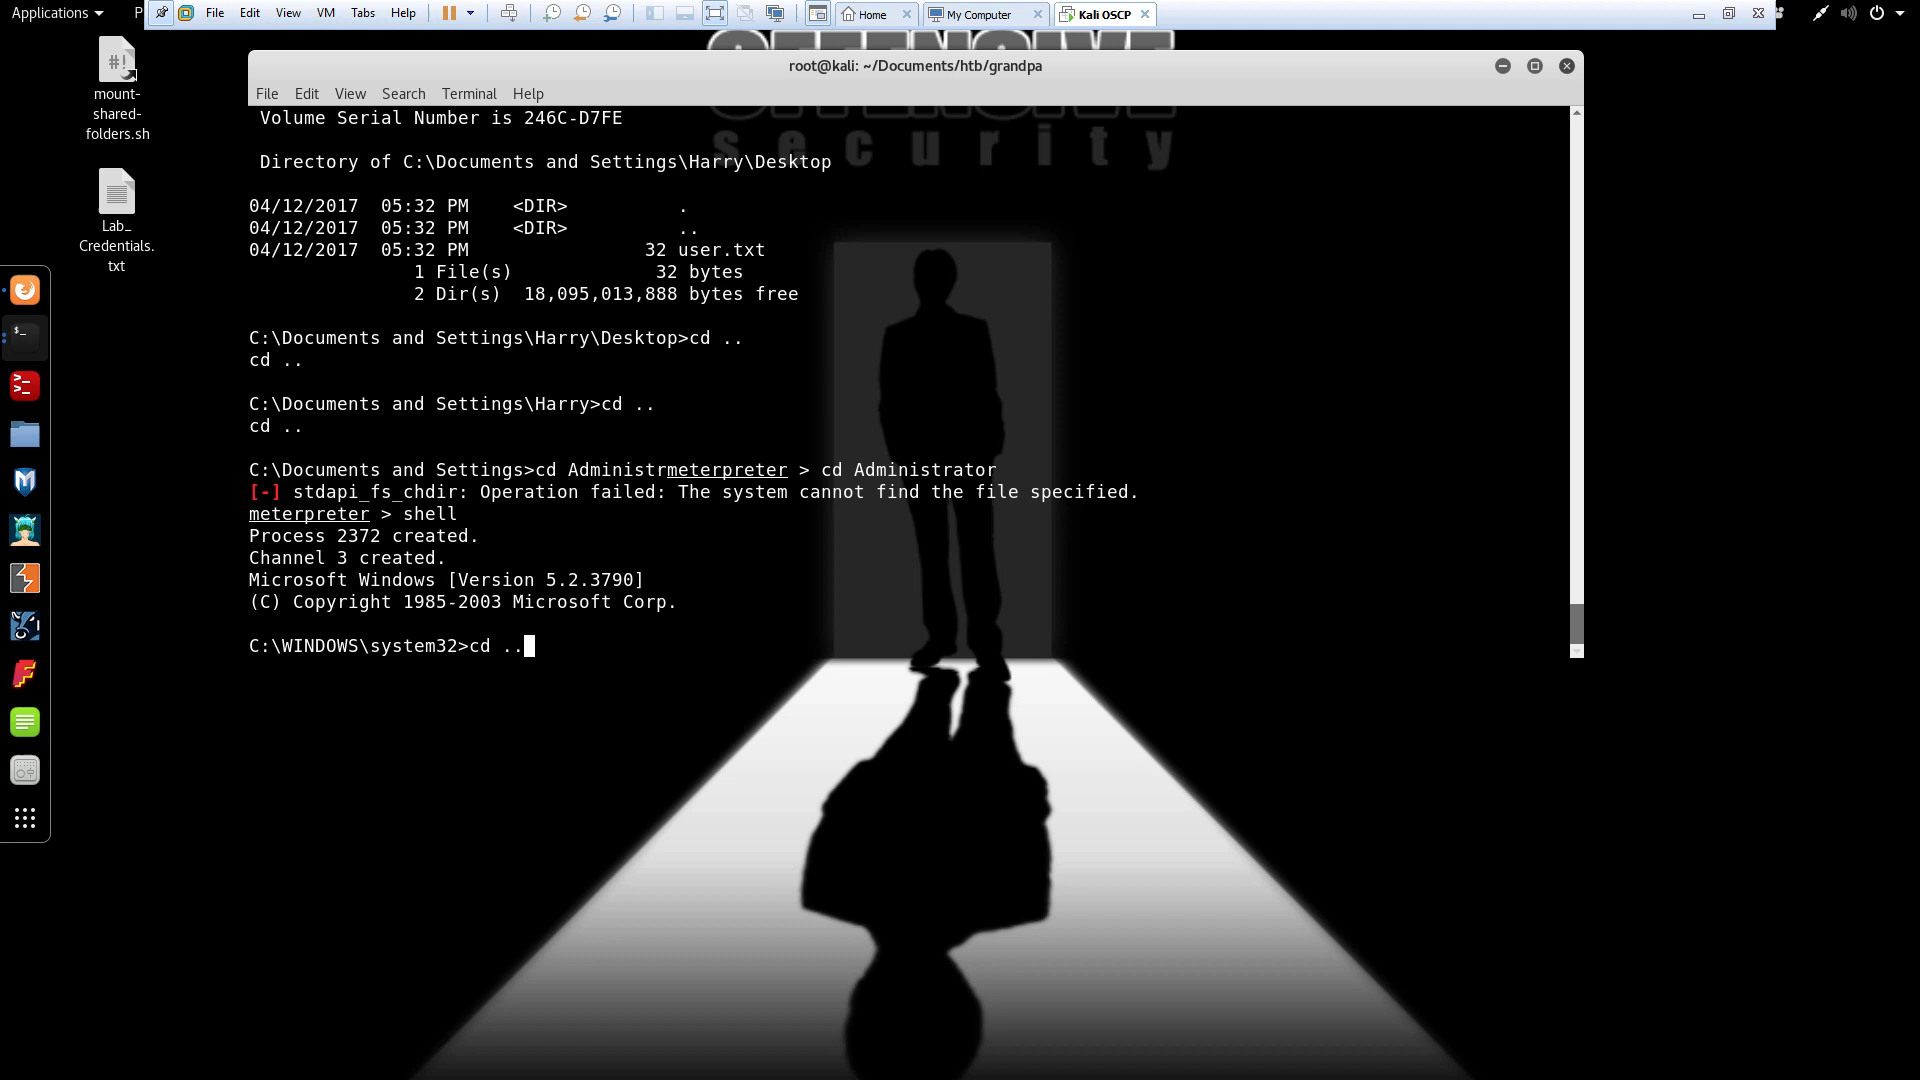 Applications
P
File Edit View VM Tabs Help
Home
My Computer
Kali OSCP
OFFENSIVE
security
mount-
shared-
folders.sh
Lab_
Credentials.
txt
root@kali: ~/Documents/htb/grandpa
File Edit View Search Terminal Help
Volume Serial Number is 246C-D7FE
Directory of C:\Documents and Settings\Harry\Desktop
04/12/2017  05:32 PM    <DIR>          .
04/12/2017  05:32 PM    <DIR>          ..
04/12/2017  05:32 PM                32 user.txt
1 File(s)             32 bytes
2 Dir(s)  18,095,013,888 bytes free
C:\Documents and Settings\Harry\Desktop>cd ..
cd ..
C:\Documents and Settings\Harry>cd ..
cd ..
C:\Documents and Settings>cd Administrmeterpreter > cd Administrator
[-] stdapi_fs_chdir: Operation failed: The system cannot find the file specified.
meterpreter > shell
Process 2372 created.
Channel 3 created.
Microsoft Windows [Version 5.2.3790]
(C) Copyright 1985-2003 Microsoft Corp.
C:\WINDOWS\system32>cd ..